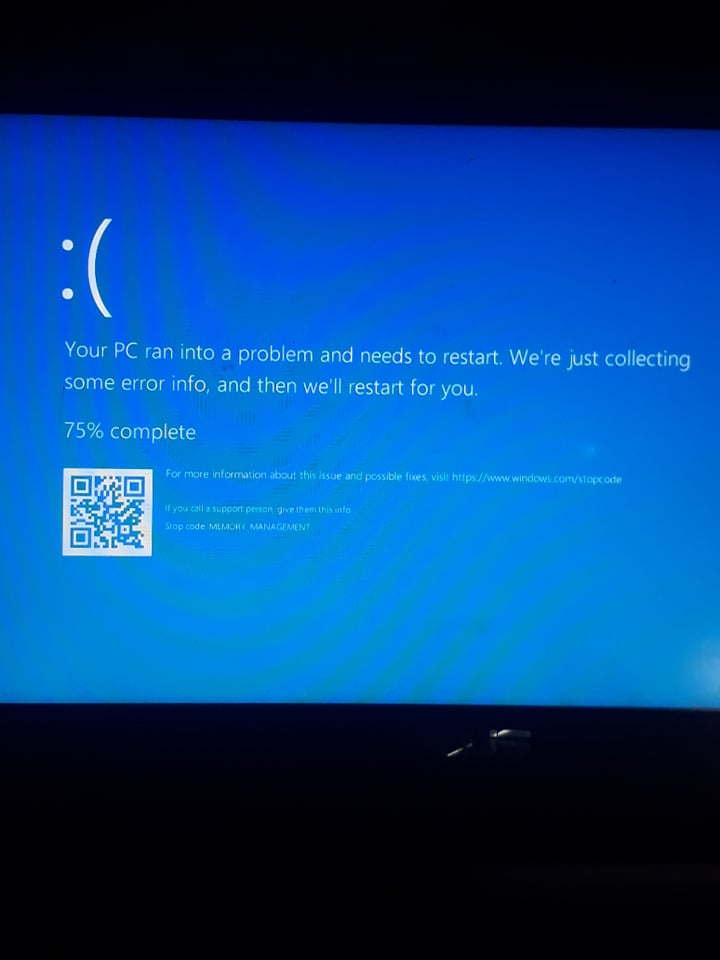 :(
Your PC ran into a problem and needs to restart. We're just collecting
some error info, and then we'll restart for you.
75% complete
For more information about this issue and possible fixes, visit https://www.windows.com/stopcode
If you call a support person, give them this info:
Stop code: MEMORY_MANAGEMENT